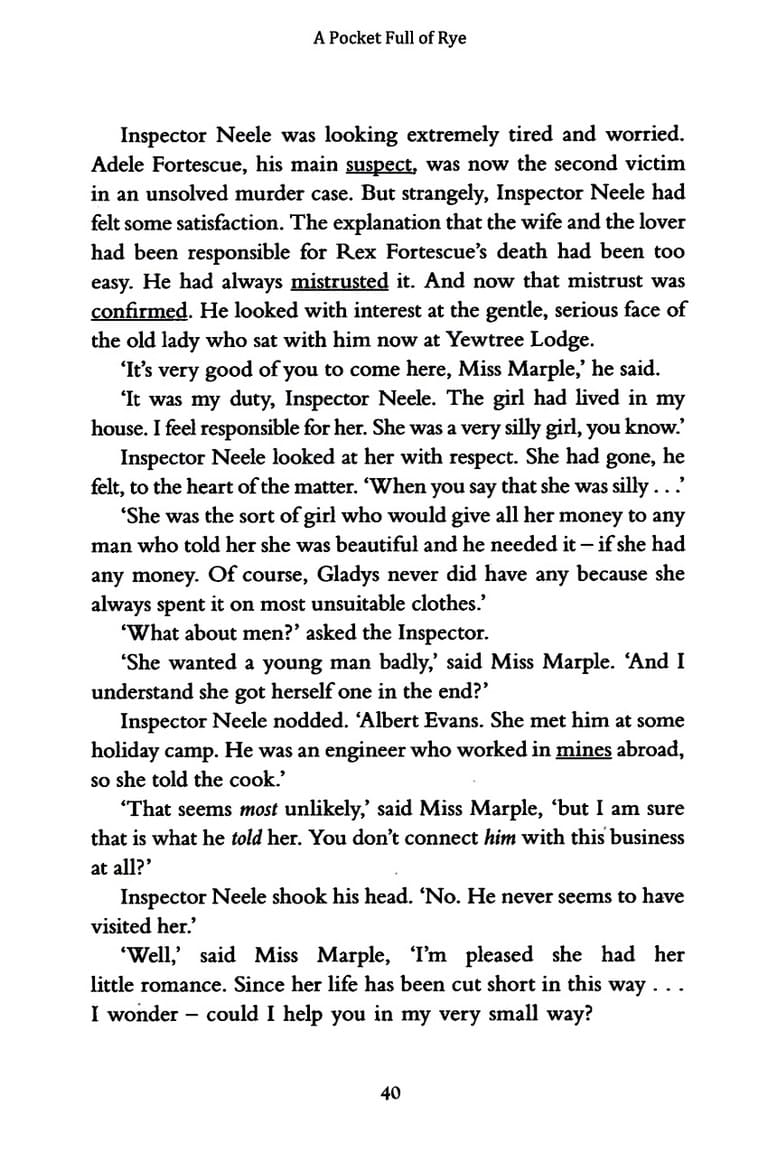 A Pocket Full of Rye
Inspector Neele was looking extremely tired and worried.
Adele Fortescue, his main suspect, was now the second victim
in an unsolved murder case. But strangely, Inspector Neele had
felt some satisfaction. The explanation that the wife and the lover
had been responsible for Rex Fortescue’s death had been too
easy. He had always mistrusted it. And now that mistrust was
confirmed. He looked with interest at the gentle, serious face of
the old lady who sat with him now at Yewtree Lodge.
‘It’s very good of you to come here, Miss Marple,’ he said.
‘It was my duty, Inspector Neele. The girl had lived in my
house. I feel responsible for her. She was a very silly girl, you know.’
Inspector Neele looked at her with respect. She had gone, he
felt, to the heart of the matter. ‘When you say that she was silly . . .’
‘She was the sort of girl who would give all her money to any
man who told her she was beautiful and he needed it – if she had
any money. Of course, Gladys never did have any because she
always spent it on most unsuitable clothes.’
‘What about men?’ asked the Inspector.
‘She wanted a young man badly,’ said Miss Marple. ‘And I
understand she got herself one in the end?’
Inspector Neele nodded. ‘Albert Evans. She met him at some
holiday camp. He was an engineer who worked in mines abroad,
so she told the cook.’
‘That seems most unlikely,’ said Miss Marple, ‘but I am sure
that is what he told her. You don’t connect him with this business
at all?’
Inspector Neele shook his head. ‘No. He never seems to have
visited her.’
‘Well,’ said Miss Marple, ‘I’m pleased she had her
little romance. Since her life has been cut short in this way . . .
I wonder – could I help you in my very small way?
40